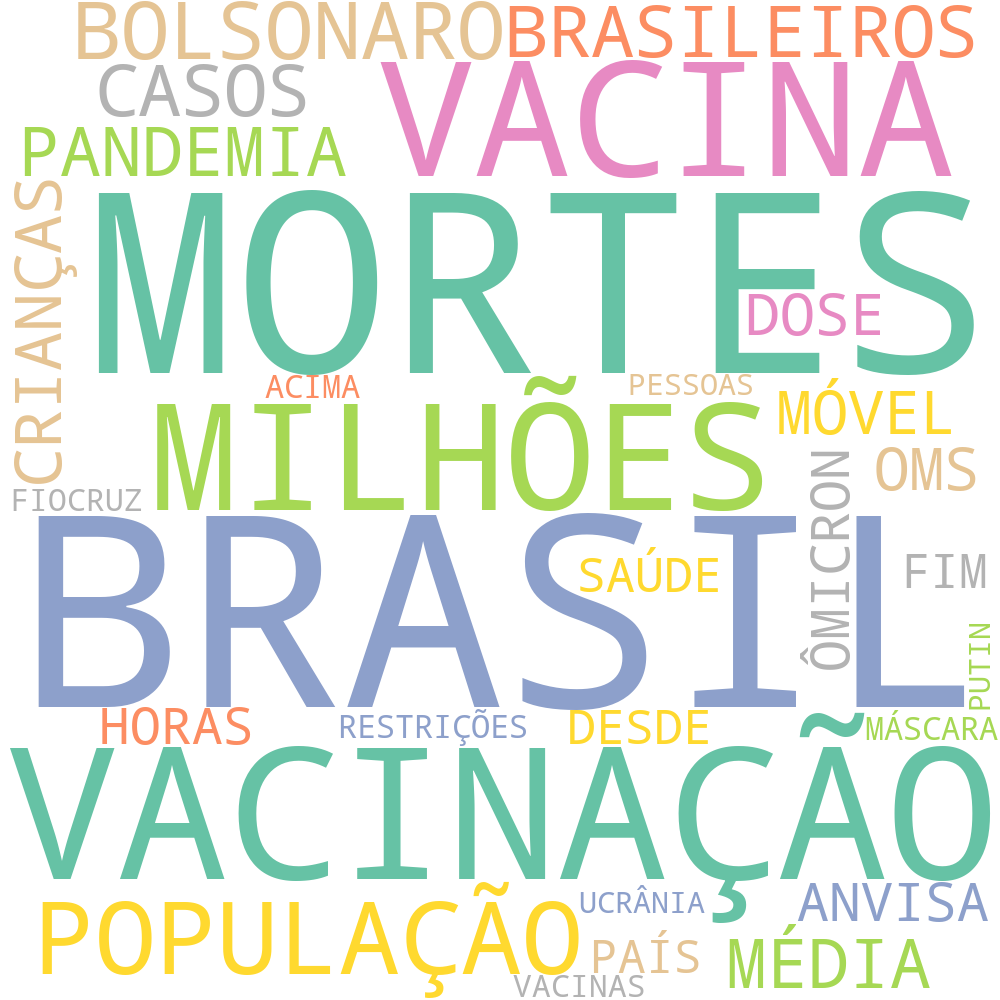 BOLSONARO
BRASILEIROS
CASOS
VACINA
PANDEMIA
CRIANÇAS
MORTES
DOSE
ACIMA
PESSOAS
MILHÕES
MÓVEL
OMS
FIOCRUZ
ÔMICRON
BRASIL
SAÚDE
FIM
PUTIN
HORAS
RESTRIÇÕES
DESDE
MÁSCARA
VACINAÇÃO
POPULAÇÃO
UCRÂNIA
ANVISA
PAÍS
MÉDIA
VACINAS